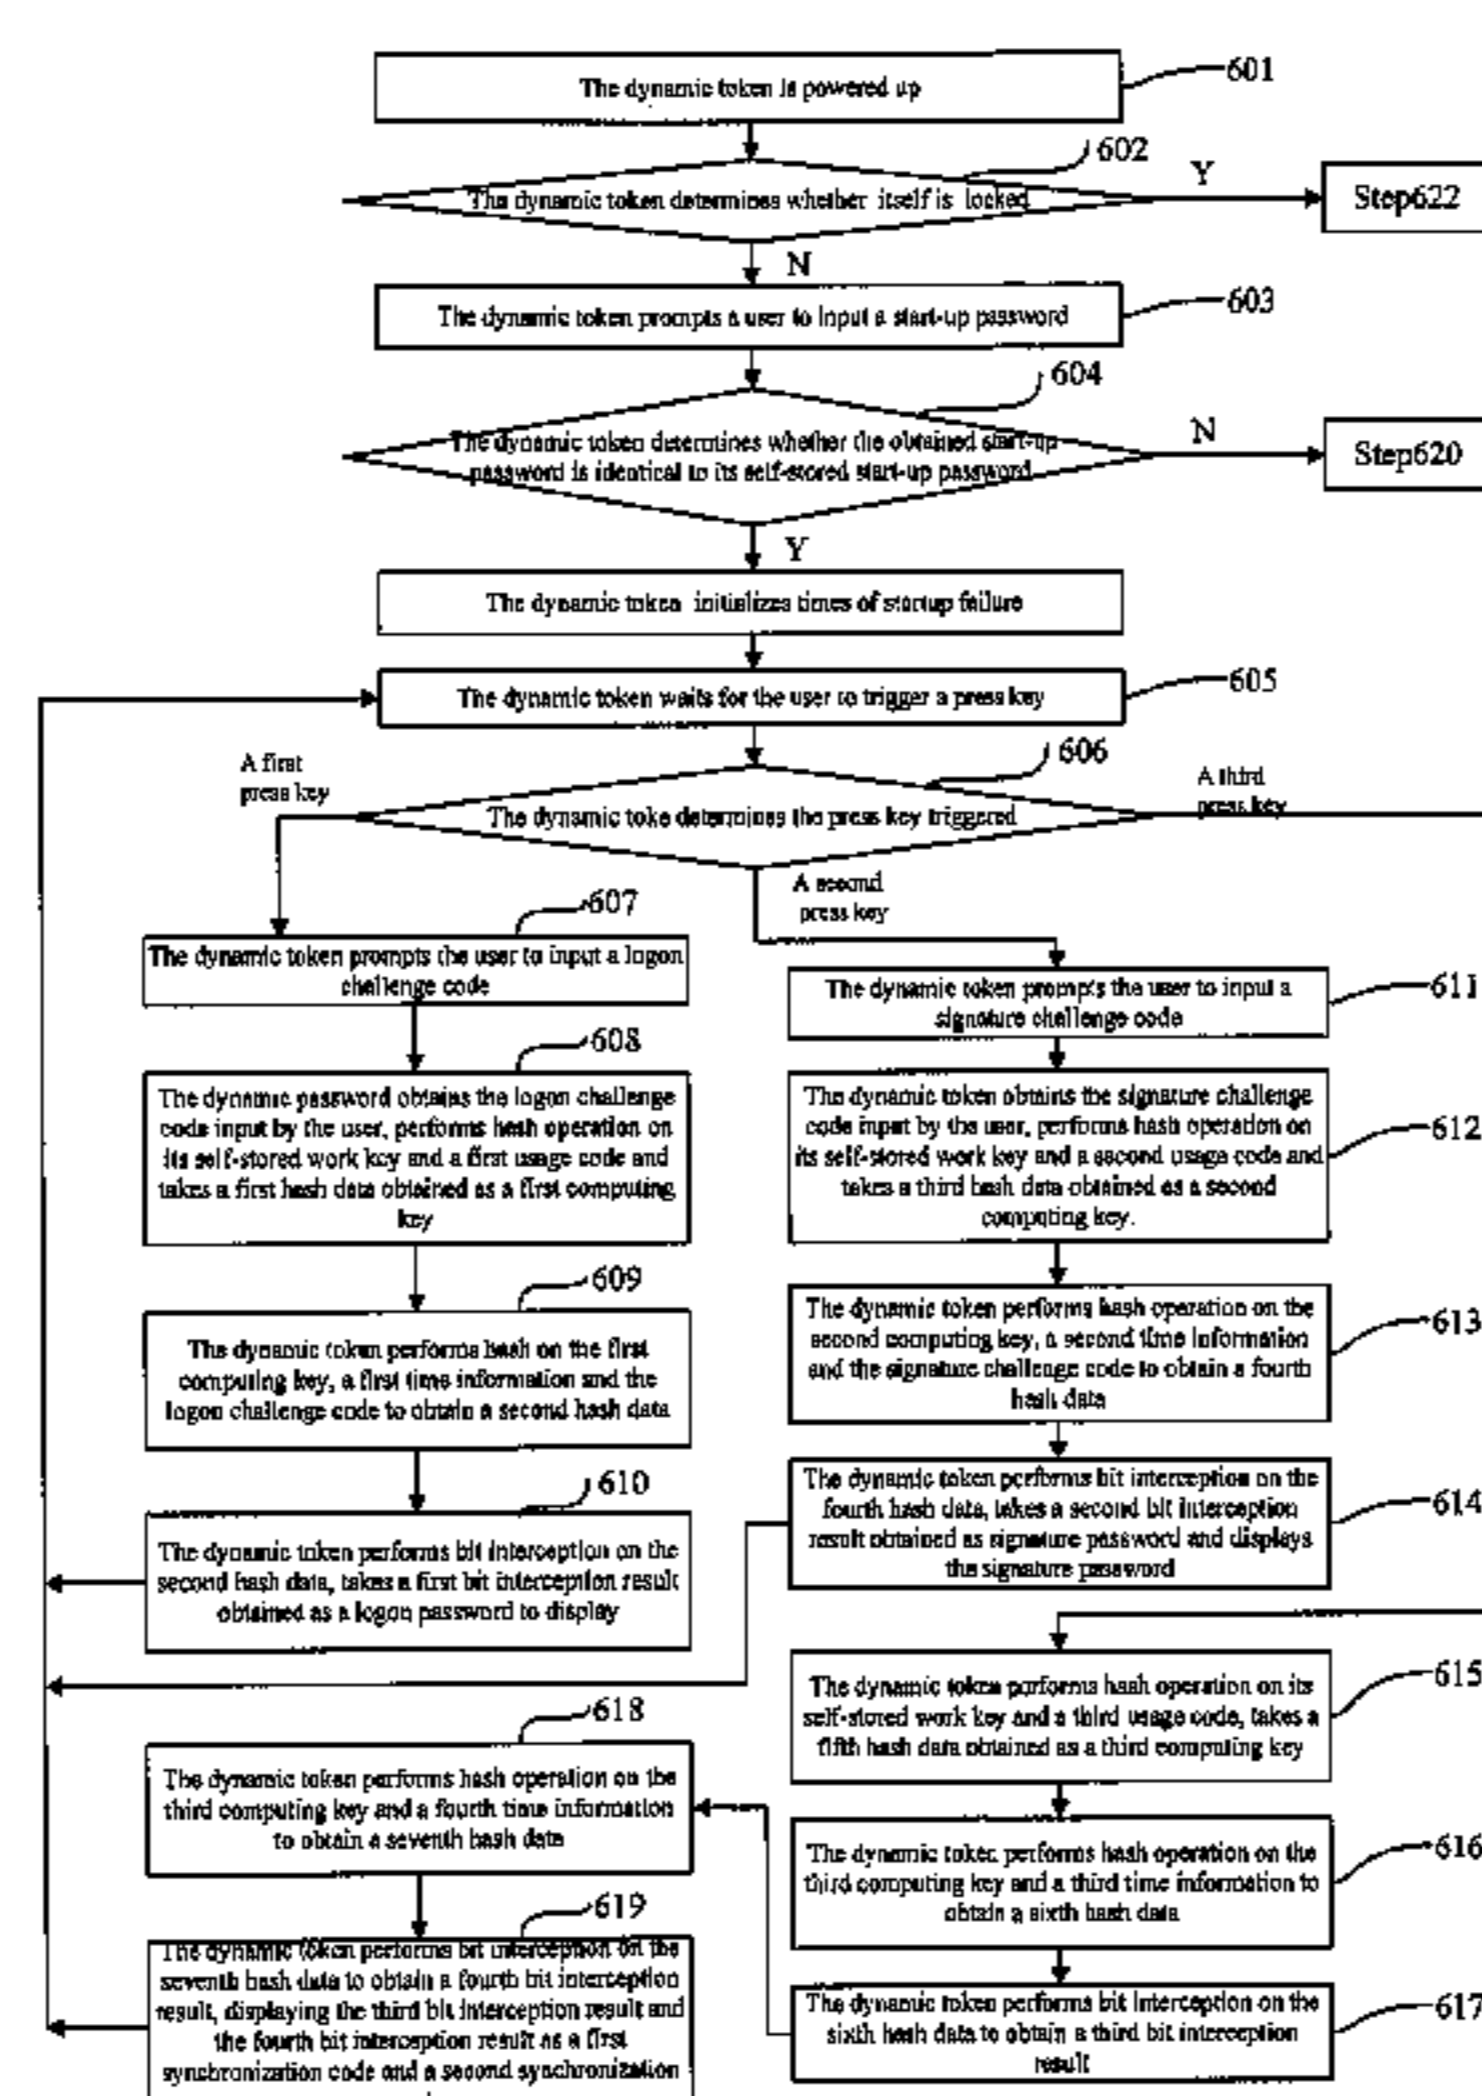 The dynamic token is powered up
601
602
The dynamic token determines whether itself is locked
Y
Step622
N
The dynamic token prompts a user to input a start-up password
603
604
The dynamic token determines whether the obtained start-up
password is identical to its self-stored start-up password
N
Step620
Y
The dynamic token initializes times of startup failure
The dynamic token waits for the user to trigger a press key
605
606
A first
press key
The dynamic toke determines the press key triggered
A third
press key
A second
press key
607
The dynamic token prompts the user to input a logon
challenge code
The dynamic token prompts the user to input a
signature challenge code
611
608
The dynamic password obtains the logon challenge
code input by the user, performs hash operation on
its self-stored work key and a first usage code and
takes a first hash data obtained as a first computing
key
The dynamic token obtains the signature challenge
code input by the user, performs hash operation on
its self-stored work key and a second usage code and
takes a third hash data obtained as a second
computing key.
612
609
The dynamic token performs hash on the first
computing key, a first time information and the
logon challenge code to obtain a second hash data
The dynamic token performs hash operation on the
second computing key, a second time information
and the signature challenge code to obtain a fourth
hash data
613
610
The dynamic token performs bit interception on the
second hash data, takes a first bit interception result
obtained as a logon password to display
The dynamic token performs bit interception on the
fourth hash data, takes a second bit interception
result obtained as signature password and displays
the signature password
614
The dynamic token performs hash operation on its
self-stored work key and a third usage code, takes a
fifth hash data obtained as a third computing key
615
618
The dynamic token performs hash operation on the
third computing key and a fourth time information
to obtain a seventh hash data
The dynamic token performs hash operation on the
third computing key and a third time information to
obtain a sixth hash data
616
619
The dynamic token performs bit interception on the
seventh hash data to obtain a fourth bit interception
result, displaying the third bit interception result and
the fourth bit interception result as a first
synchronization code and a second synchronization
The dynamic token performs bit interception on the
sixth hash data to obtain a third bit interception
result
617